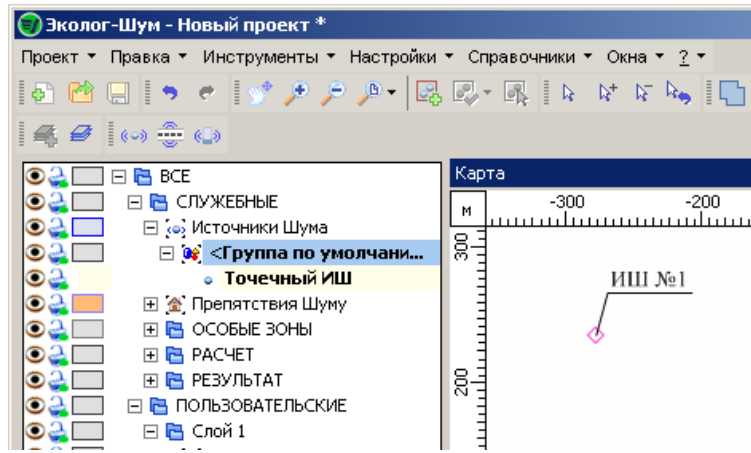 Эколог-Шум - Новый проект *
Проект Правка Инструменты Настройки Справочники Окна ?
ВСЕ
СЛУЖЕБНЫЕ
Источники Шума
<Группа по умолчани...
Точечный ИШ
Препятствия Шуму
ОСОБЫЕ ЗОНЫ
РАСЧЕТ
РЕЗУЛЬТАТ
ПОЛЬЗОВАТЕЛЬСКИЕ
Слой 1
Карта
м -300 -200
300
ИШ №1
200